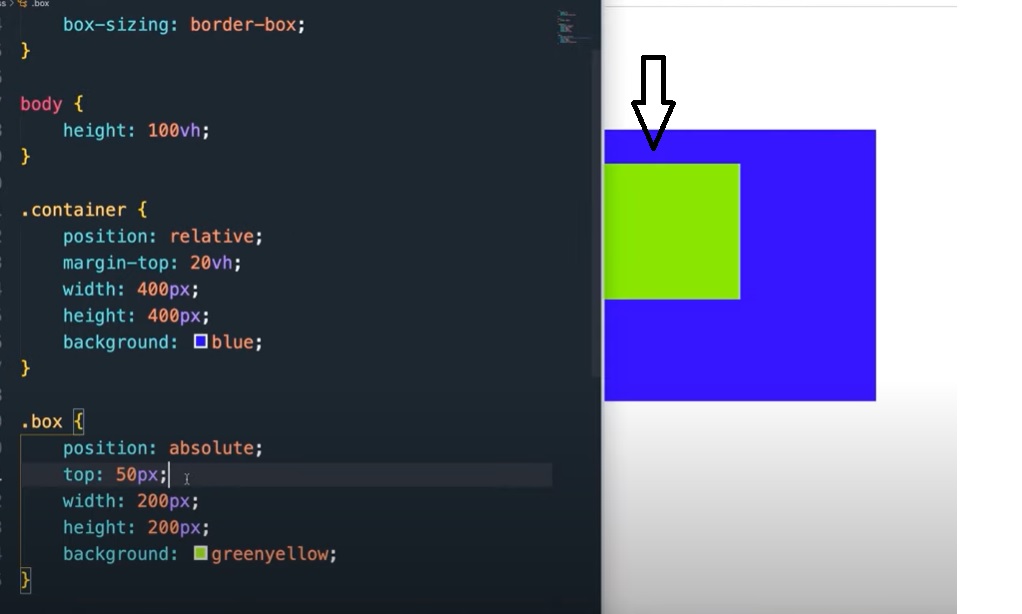 .box
box-sizing: border-box;
}
body {
height: 100vh;
}
.container {
position: relative;
margin-top: 20vh;
width: 400px;
height: 400px;
background: blue;
}
.box {
position: absolute;
top: 50px;
width: 200px;
height: 200px;
background: greenyellow;
}